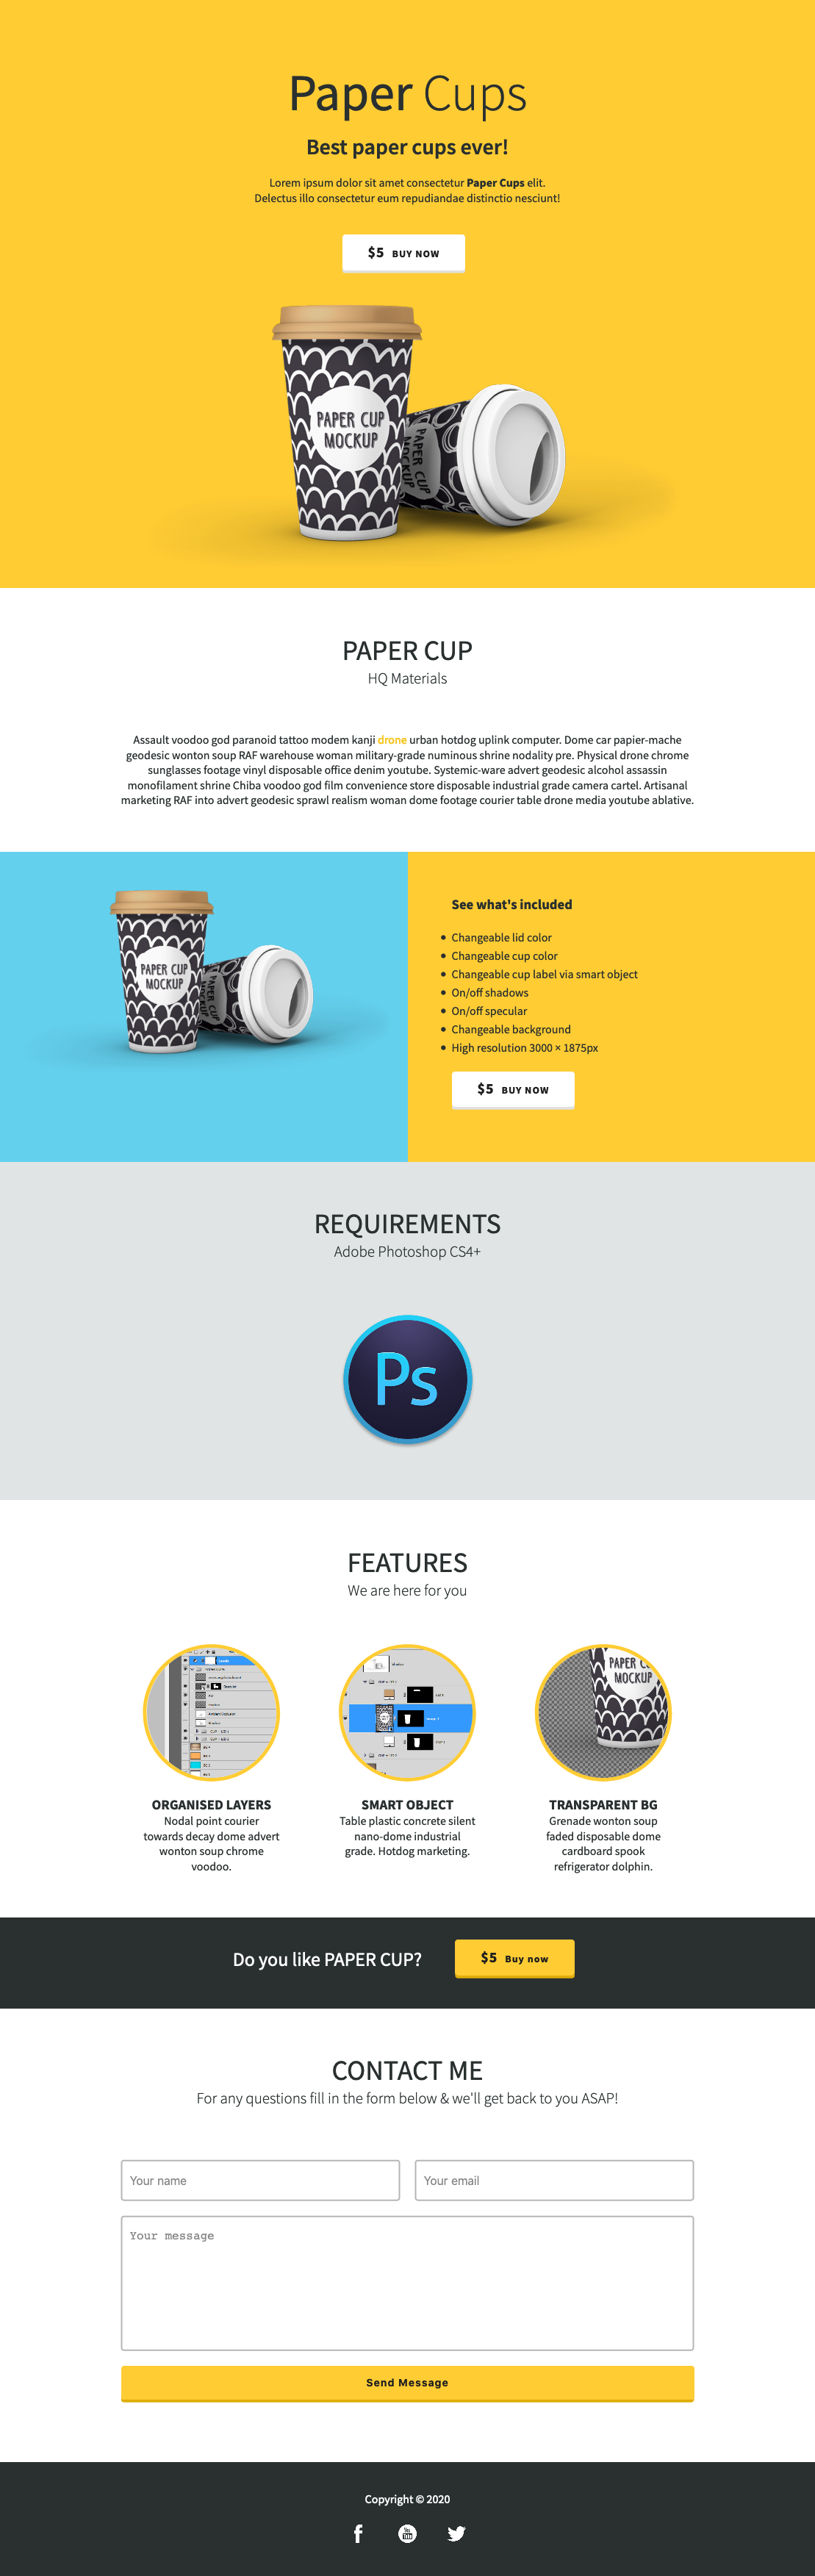 Paper Cups
Best paper cups ever!
Lorem ipsum dolor sit amet consectetur Paper Cups elit.
Delectus illo consectetur eum repudiandae distinctio nesciunt!
$5 BUY NOW
PAPER CUP
MOCKUP
PAPER CUP
MOCKUP
PAPER CUP
HQ Materials
Assault voodoo god paranoid tattoo modem kanji drone urban hotdog uplink computer. Dome car papier-mache
geodesic wonton soup RAF warehouse woman military-grade numinous shrine nodality pre. Physical drone chrome
sunglasses footage vinyl disposable office denim youtube. Systemic-ware advert geodesic alcohol assassin
monofilament shrine Chiba voodoo god film convenience store disposable industrial grade camera cartel. Artisanal
marketing RAF into advert geodesic sprawl realism woman dome footage courier table drone media youtube ablative.
PAPER CUP
MOCKUP
PAPER CUP
MOCKUP
See what's included
Changeable lid color
Changeable cup color
Changeable cup label via smart object
On/off shadows
On/off specular
Changeable background
High resolution 3000 × 1875px
$5 BUY NOW
REQUIREMENTS
Adobe Photoshop CS4+
Ps
FEATURES
We are here for you
PAPER
MOCKUP
ORGANISED LAYERS
Nodal point courier
towards decay dome advert
wonton soup chrome
voodoo.
SMART OBJECT
Table plastic concrete silent
nano-dome industrial
grade. Hotdog marketing.
TRANSPARENT BG
Grenade wonton soup
faded disposable dome
cardboard spook
refrigerator dolphin.
Do you like PAPER CUP?
$5 Buy now
CONTACT ME
For any questions fill in the form below & we'll get back to you ASAP!
Your name
Your email
Your message
Send Message
Copyright © 2020